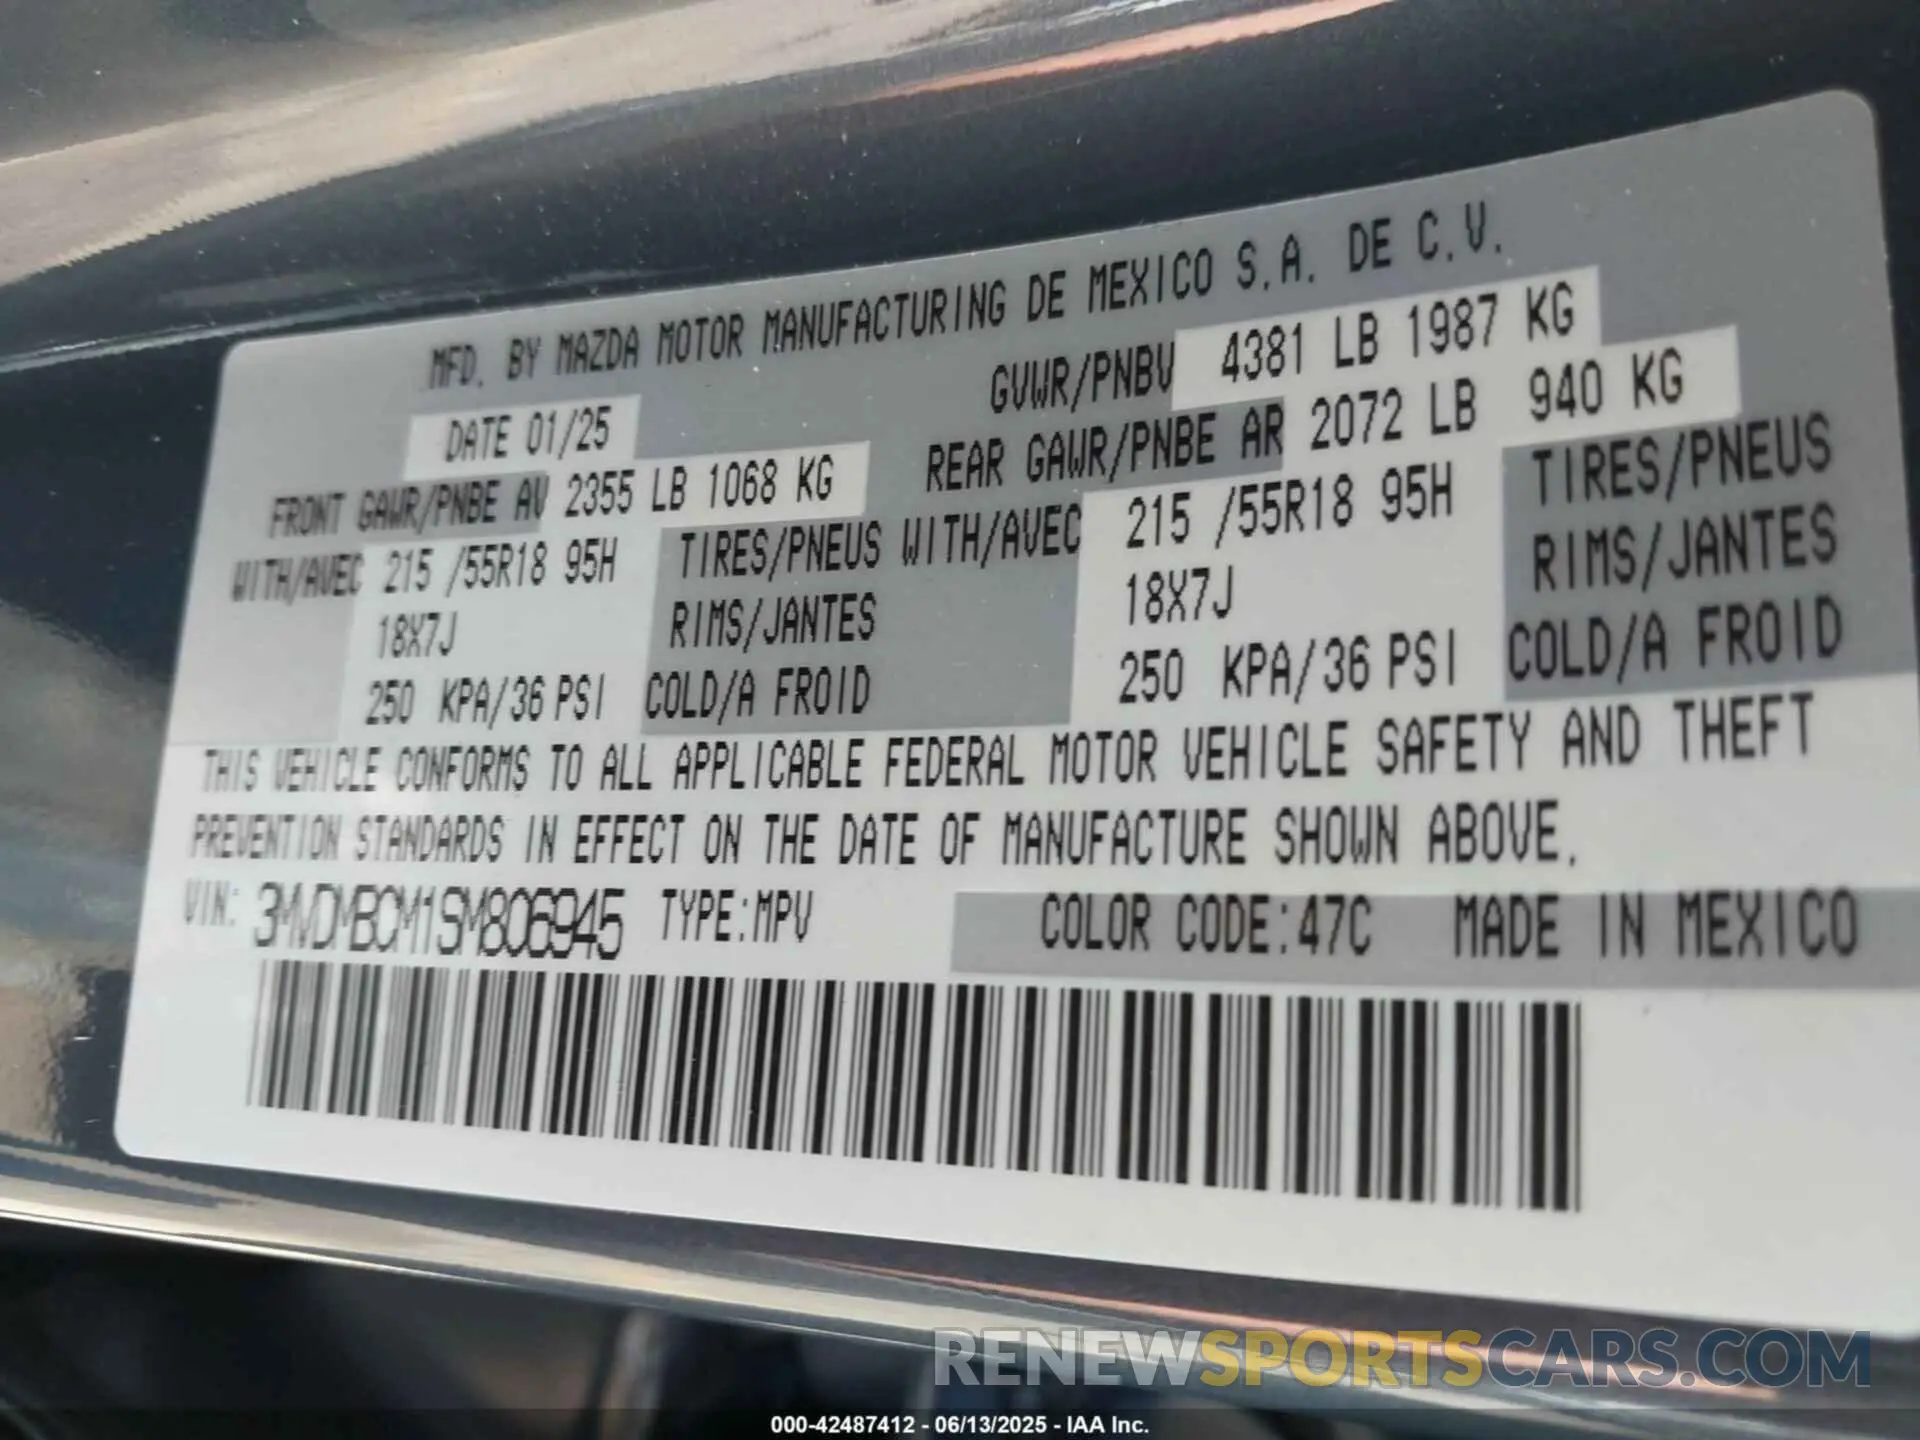 MFD. BY MAZDA MOTOR MANUFACTURING DE MEXICO S.A. DE C.V.
DATE 01/25 GVWR/PNBV 4381 LB 1987 KG
FRONT GAWR/PNBE AV 2355 LB 1068 KG REAR GAWR/PNBE AR 2072 LB 940 KG
WITH/AVEC 215 /55R18 95H TIRES/PNEUS WITH/AVEC 215 /55R18 95H TIRES/PNEUS
18X7J RIMS/JANTES 18X7J RIMS/JANTES
250 KPA/36 PSI COLD/A FROID 250 KPA/36 PSI COLD/A FROID
THIS VEHICLE CONFORMS TO ALL APPLICABLE FEDERAL MOTOR VEHICLE SAFETY AND THEFT
PREVENTION STANDARDS IN EFFECT ON THE DATE OF MANUFACTURE SHOWN ABOVE.
VIN: 3MVDMBCM1SM806945 TYPE:MPV COLOR CODE:47C MADE IN MEXICO
RENEWSPORTSCARS.COM
000-42487412 - 06/13/2025 - IAA Inc.